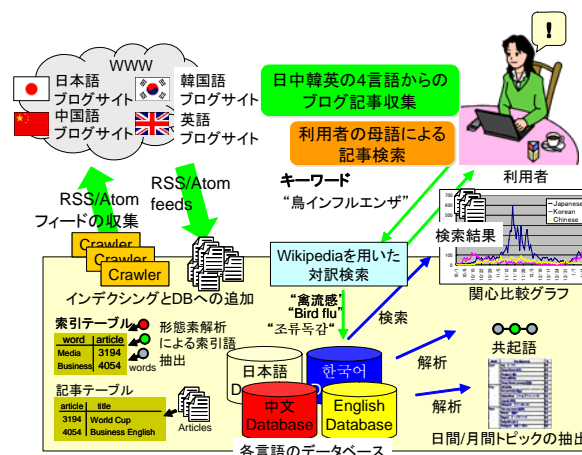 WWW
日本語
ブログサイト
韓国語
ブログサイト
中国語
ブログサイト
英語
ブログサイト
日中韓英の4言語からの
ブログ記事収集
利用者の母語による
記事検索
!
利用者
キーワード
“鳥インフルエンザ”
RSS/Atom
フィードの収集
RSS/Atom
feeds
Crawler
Crawler
Crawler
Wikipediaを用いた
対訳検索
検索結果
Japanese
Korean
Chinese
関心比較グラフ
インデクシングとDBへの追加
“禽流感”
“Bird flu”
“조류독감“
検索
索引テーブル
word article
Media 3194
Business 4054
words
形態素解析
による索引語
抽出
記事テーブル
article title
3194 World Cup
4054 Business English
Articles
日本語
한국어
中文
Database
English
Database
各言語のデータベース
解析
共起語
解析
日間/月間トピックの抽出